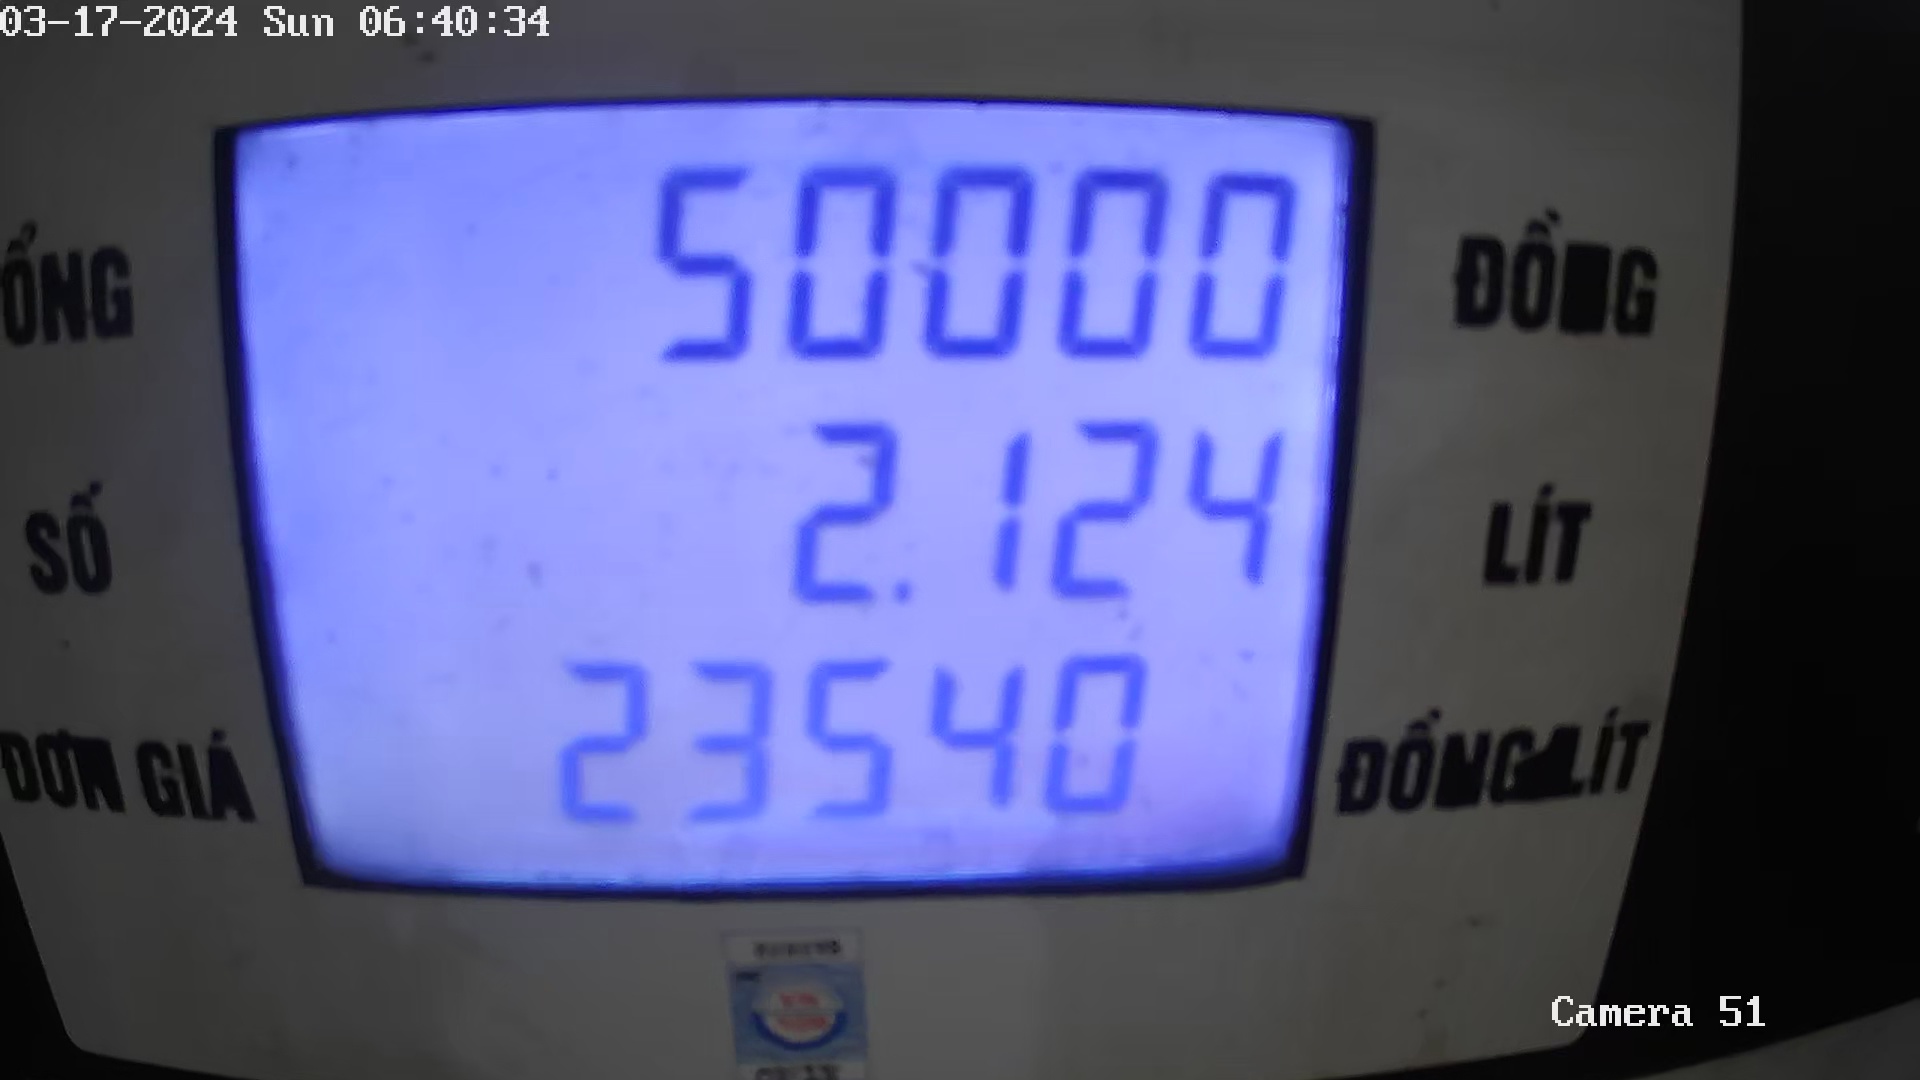 03-17-2024 Sun 06:40:34
ỔNG 50000 ĐỒNG
SỐ 2.124 LÍT
ĐƠN GIÁ 23540 ĐỒNG/LÍT
Camera 51